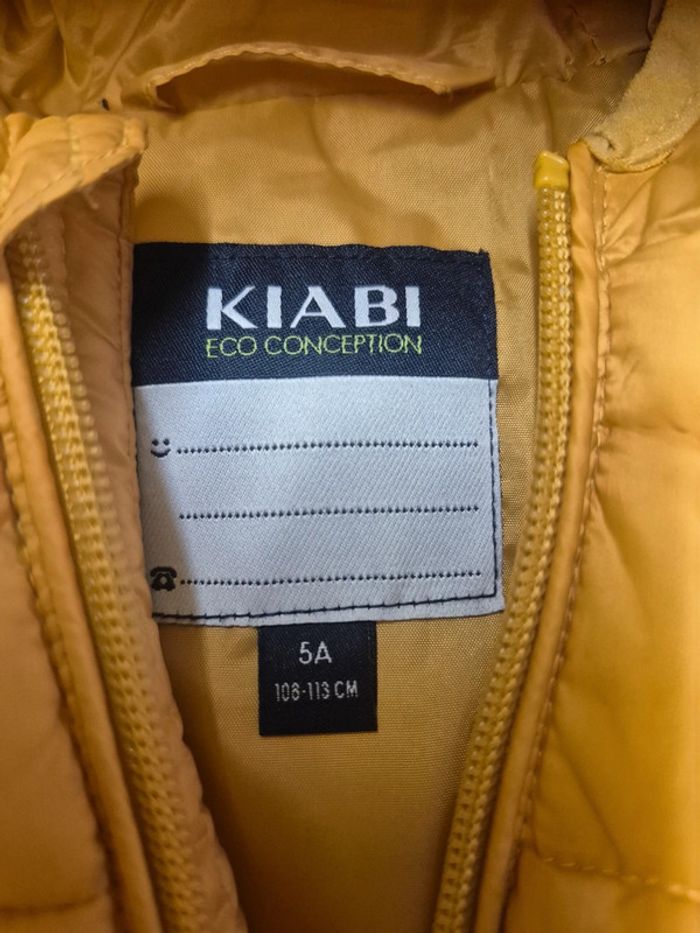 KIABI
ECO CONCEPTION
5A
108-113 CM